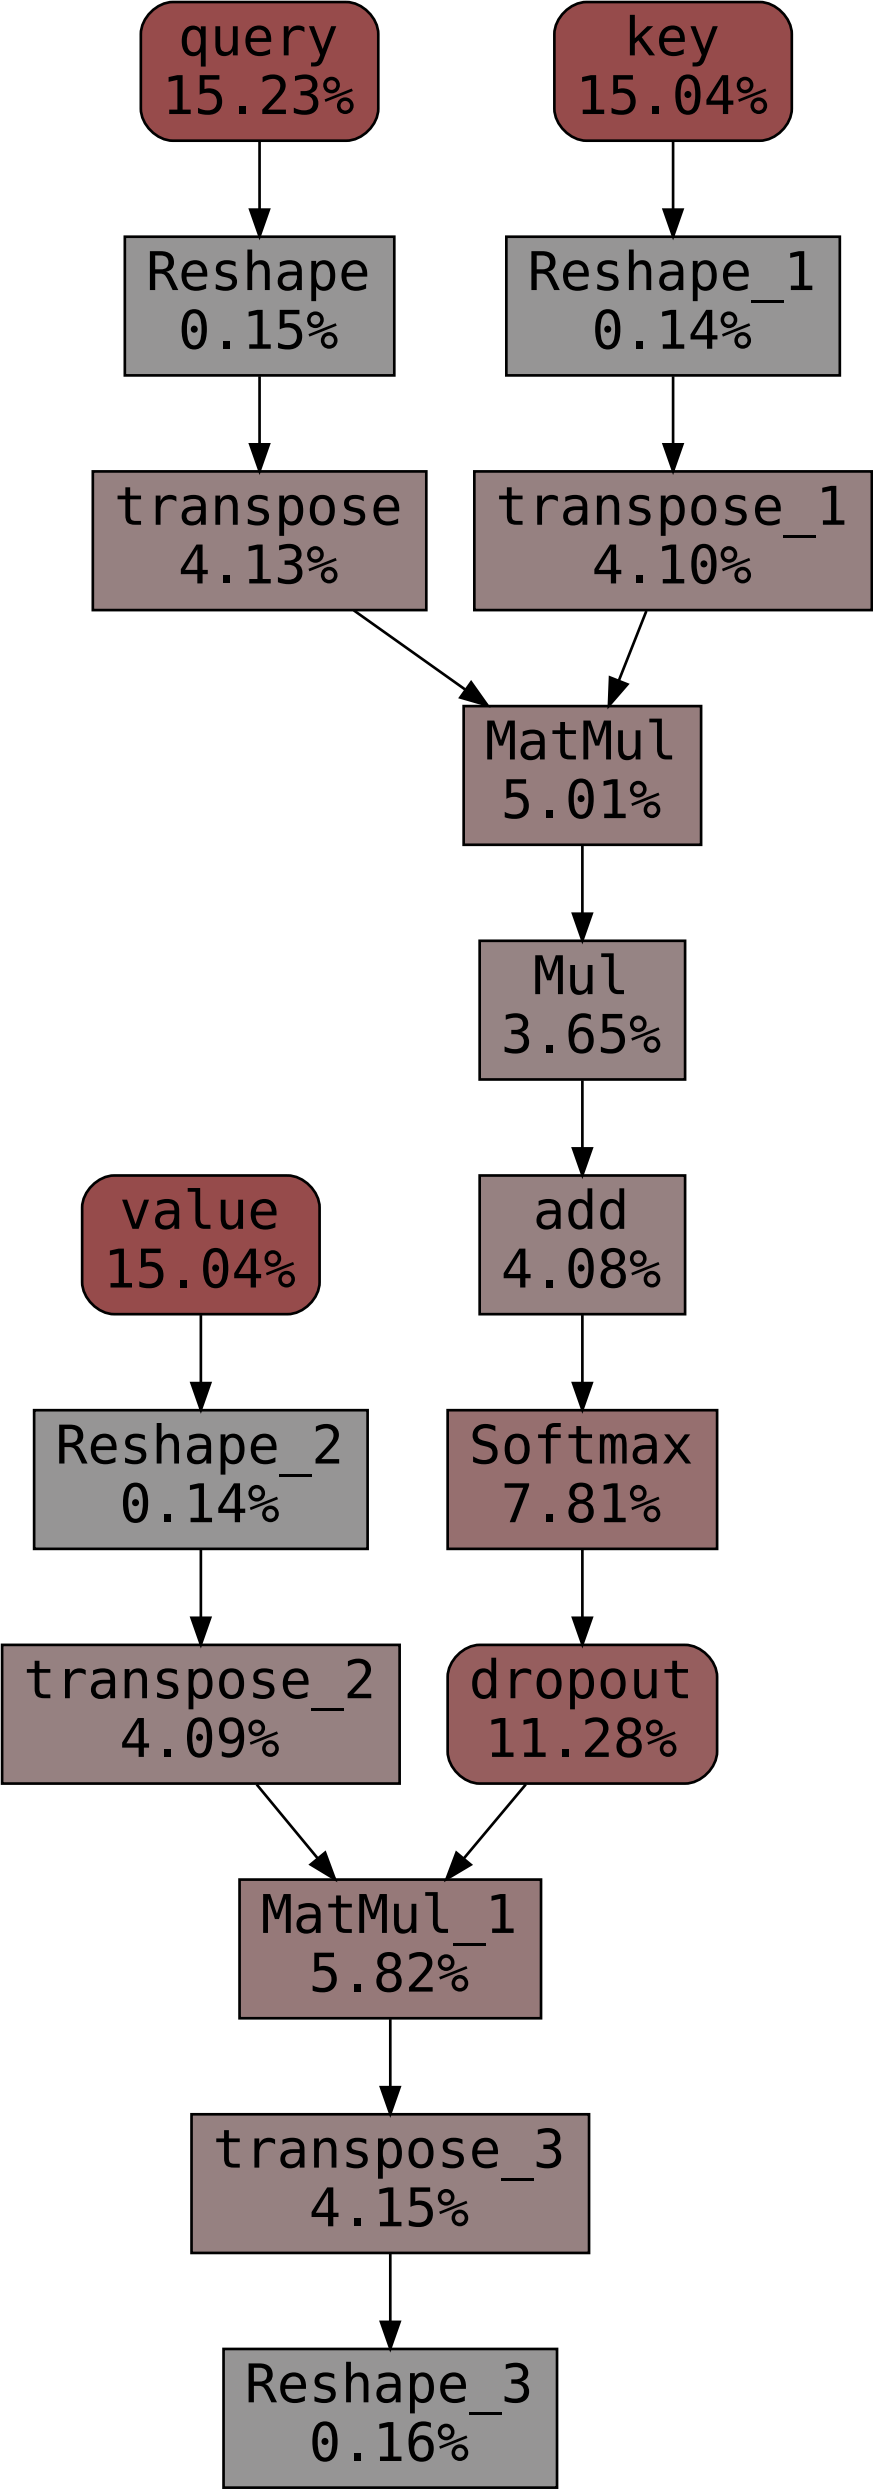 query
15.23%
key
15.04%
Reshape
0.15%
Reshape_1
0.14%
transpose
4.13%
transpose_1
4.10%
MatMul
5.01%
Mul
3.65%
value
15.04%
add
4.08%
Reshape_2
0.14%
Softmax
7.81%
transpose_2
4.09%
dropout
11.28%
MatMul_1
5.82%
transpose_3
4.15%
Reshape_3
0.16%